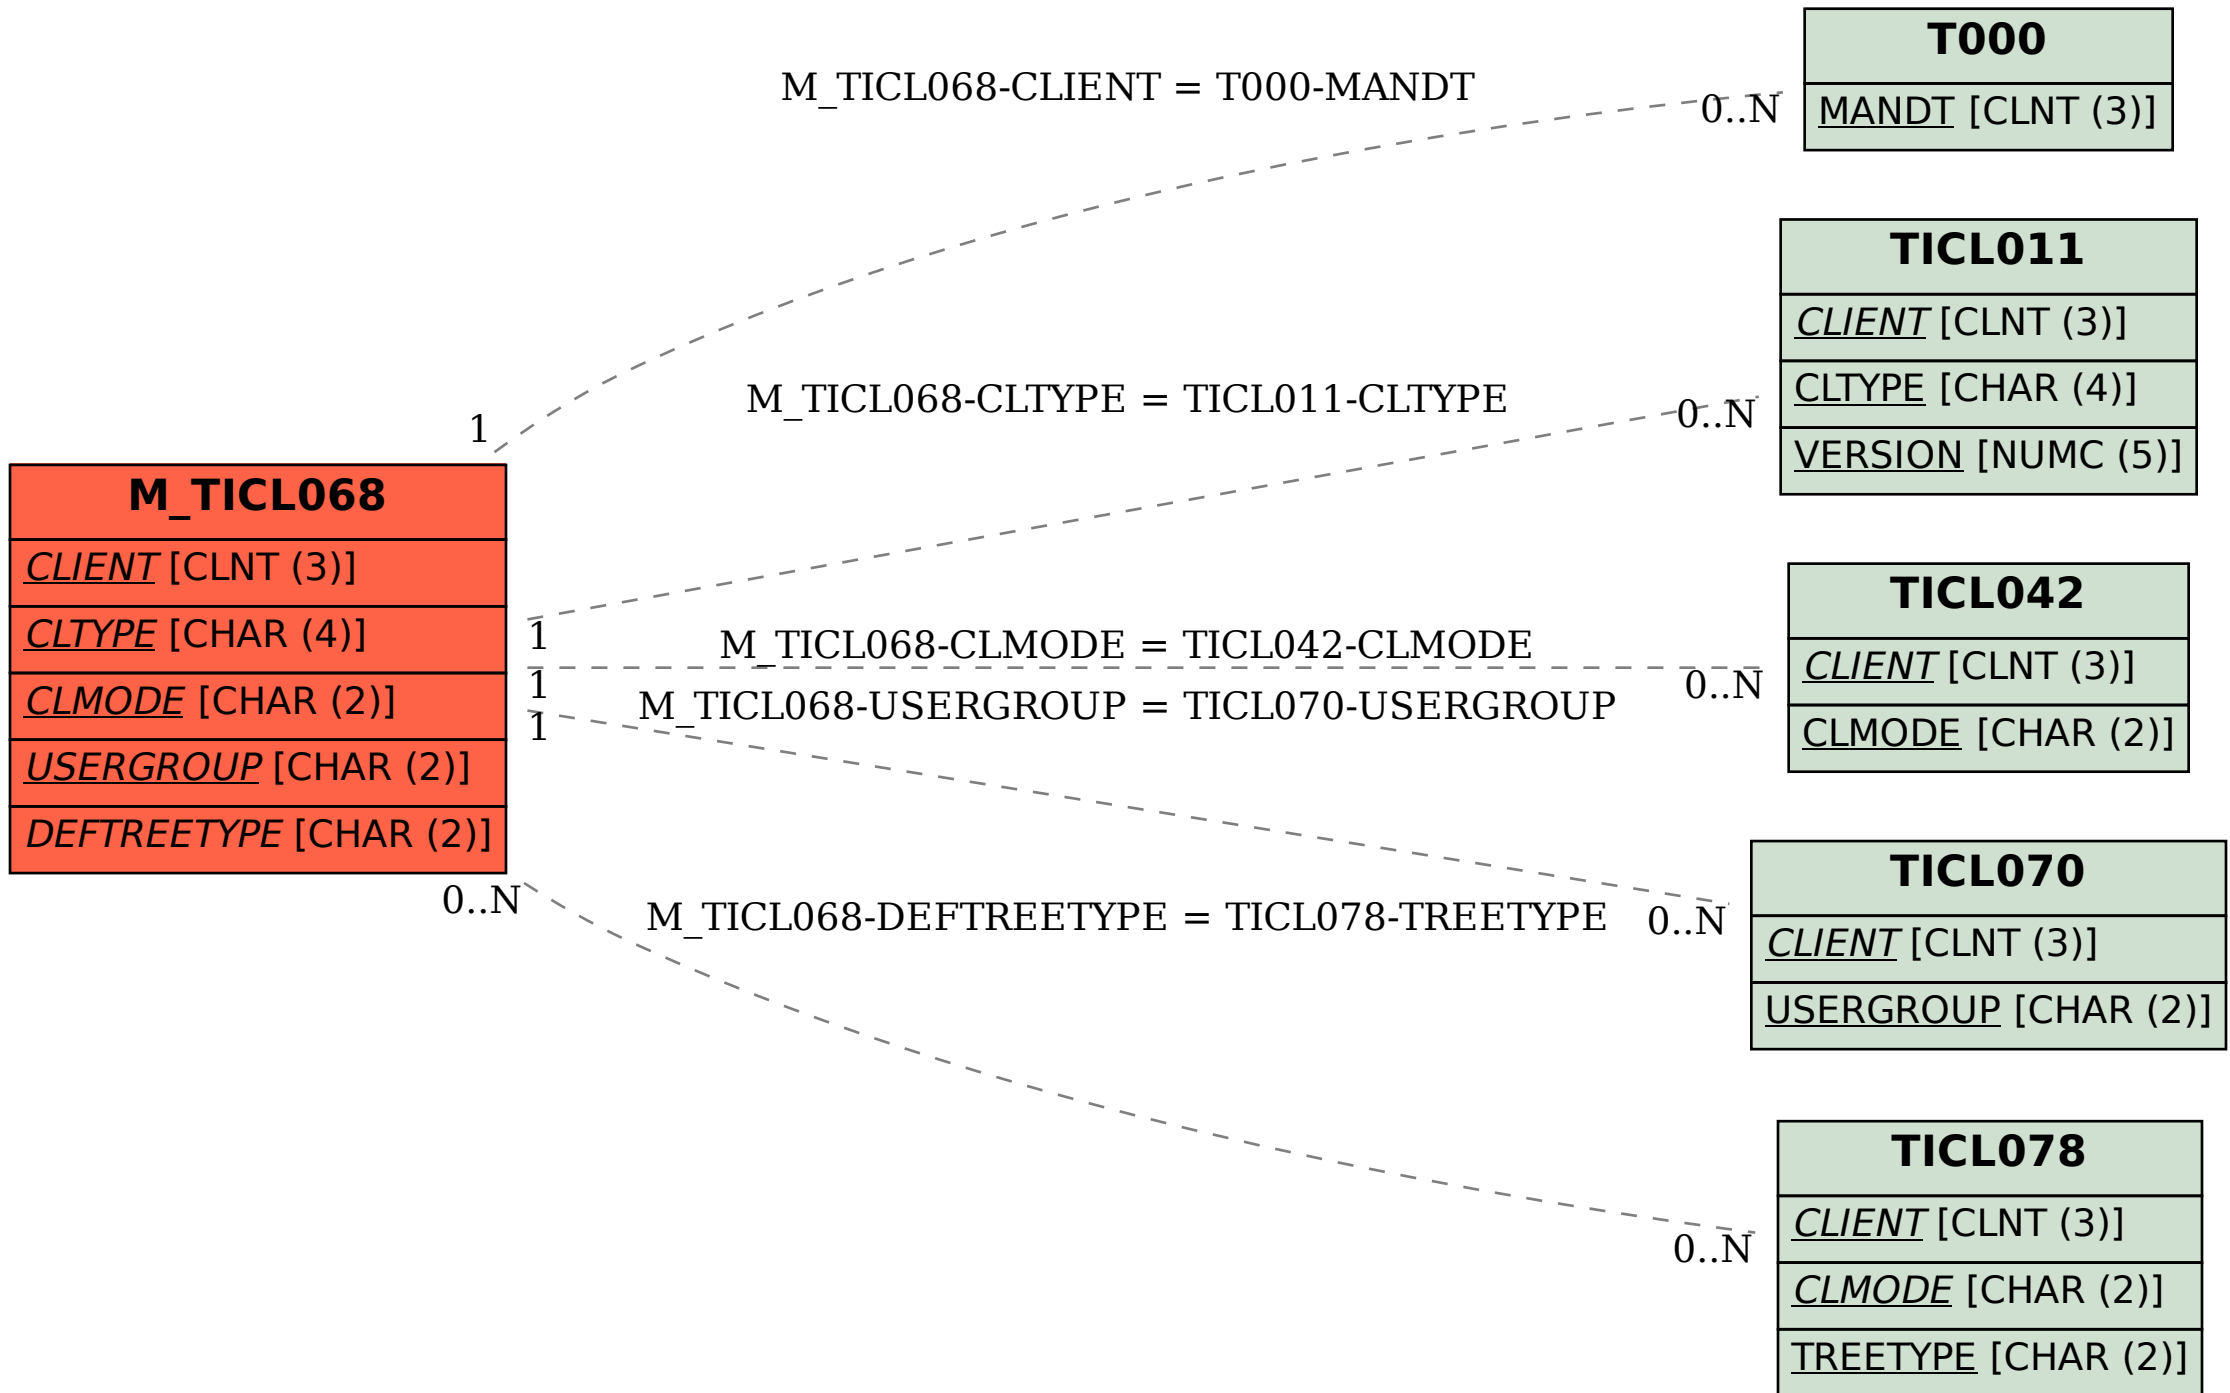 T000
MANDT [CLNT (3)]
M_TICL068-CLIENT = T000-MANDT
0..N
1
TICL011
CLIENT [CLNT (3)]
CLTYPE [CHAR (4)]
VERSION [NUMC (5)]
M_TICL068-CLTYPE = TICL011-CLTYPE
0..N
1
M_TICL068
CLIENT [CLNT (3)]
CLTYPE [CHAR (4)]
CLMODE [CHAR (2)]
USERGROUP [CHAR (2)]
DEFTREETYPE [CHAR (2)]
TICL042
CLIENT [CLNT (3)]
CLMODE [CHAR (2)]
M_TICL068-CLMODE = TICL042-CLMODE
0..N
1
M_TICL068-USERGROUP = TICL070-USERGROUP
1
0..N
TICL070
CLIENT [CLNT (3)]
USERGROUP [CHAR (2)]
0..N
M_TICL068-DEFTREETYPE = TICL078-TREETYPE
0..N
TICL078
CLIENT [CLNT (3)]
CLMODE [CHAR (2)]
TREETYPE [CHAR (2)]